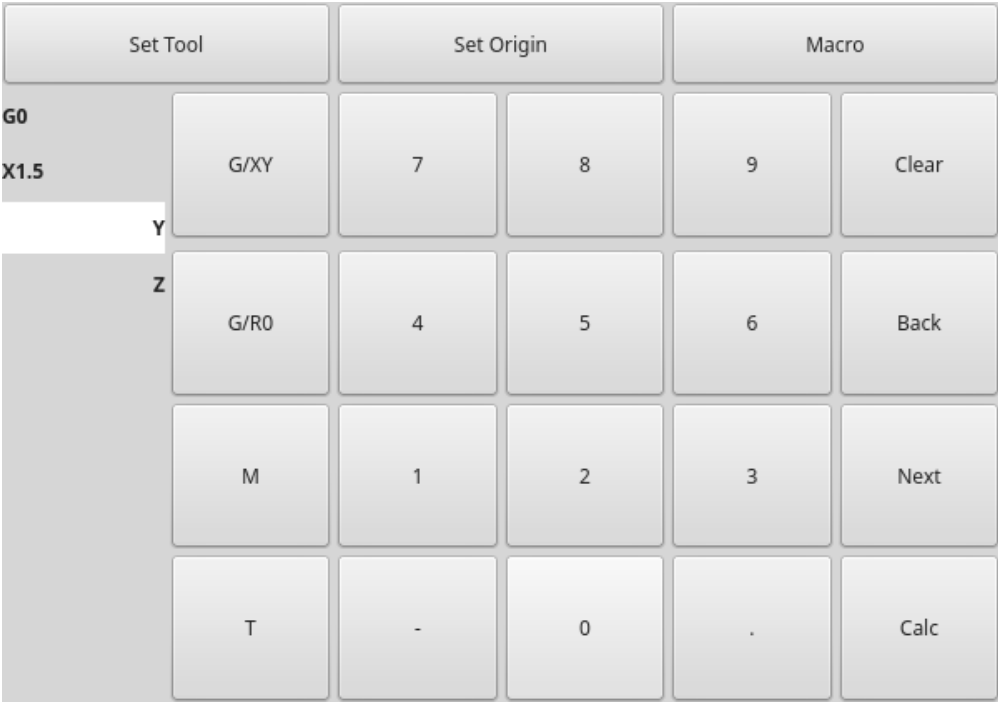 Set Tool Set Origin Macro
G0
X1.5
Y
Z
G/XY 7 8 9 Clear
G/R0 4 5 6 Back
M 1 2 3 Next
T - 0 . Calc